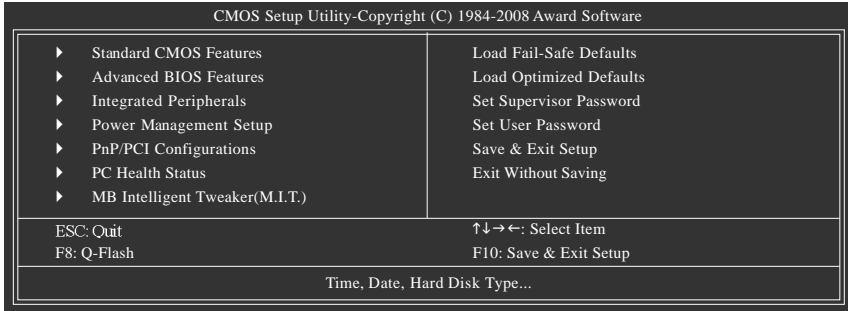 CMOS Setup Utility-Copyright (C) 1984-2008 Award Software
Standard CMOS Features
Advanced BIOS Features
Integrated Peripherals
Power Management Setup
PnP/PCI Configurations
PC Health Status
MB Intelligent Tweaker(M.I.T.)
Load Fail-Safe Defaults
Load Optimized Defaults
Set Supervisor Password
Set User Password
Save & Exit Setup
Exit Without Saving
ESC: Quit
F8: Q-Flash
↑↓→←: Select Item
F10: Save & Exit Setup
Time, Date, Hard Disk Type...